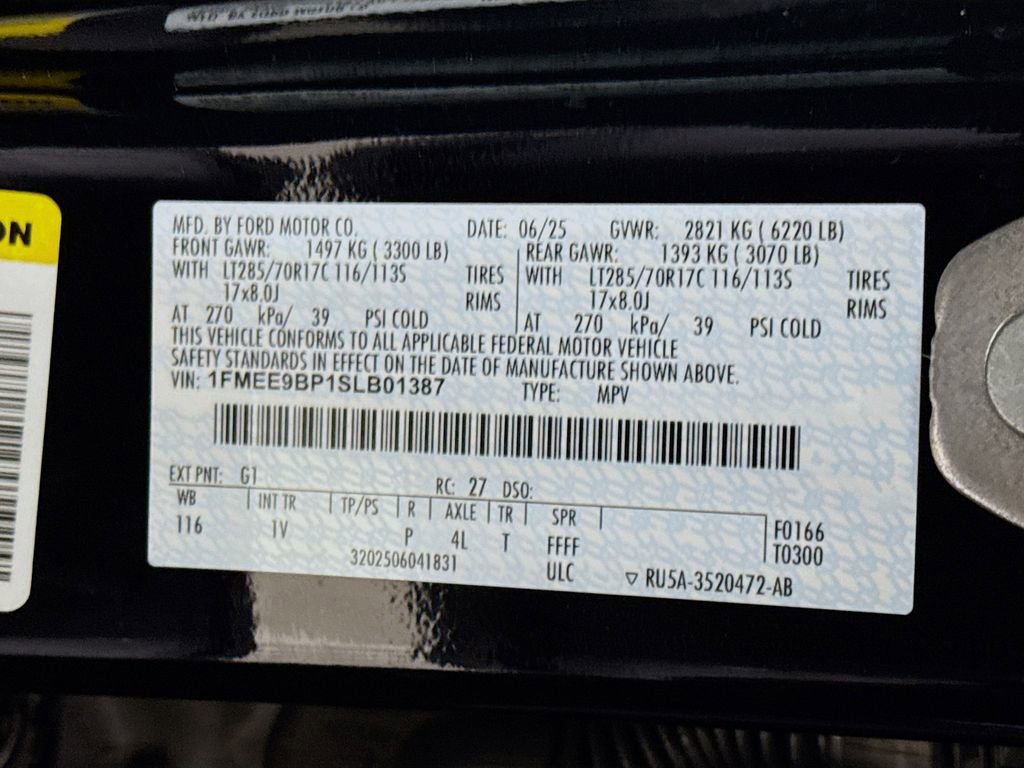 MFD. BY FORD MOTOR CO. DATE: 06/25 GVWR: 2821 KG ( 6220 LB)
FRONT GAWR: 1497 KG ( 3300 LB) REAR GAWR: 1393 KG ( 3070 LB)
WITH LT285/70R17C 116/113S TIRES WITH LT285/70R17C 116/113S TIRES
17x8.0J RIMS 17x8.0J RIMS
AT 270 kPa/ 39 PSI COLD AT 270 kPa/ 39 PSI COLD
THIS VEHICLE CONFORMS TO ALL APPLICABLE FEDERAL MOTOR VEHICLE
SAFETY STANDARDS IN EFFECT ON THE DATE OF MANUFACTURE SHOWN ABOVE.
VIN: 1FMEE9BP1SLB01387 TYPE: MPV
EXT PNT: G1 RC: 27 DSO:
WB INT TR TP/PS R AXLE TR SPR
116 1V P 4L T FFFF F0166
3202506041831 ULC T0300
▽ RU5A-3520472-AB
ON